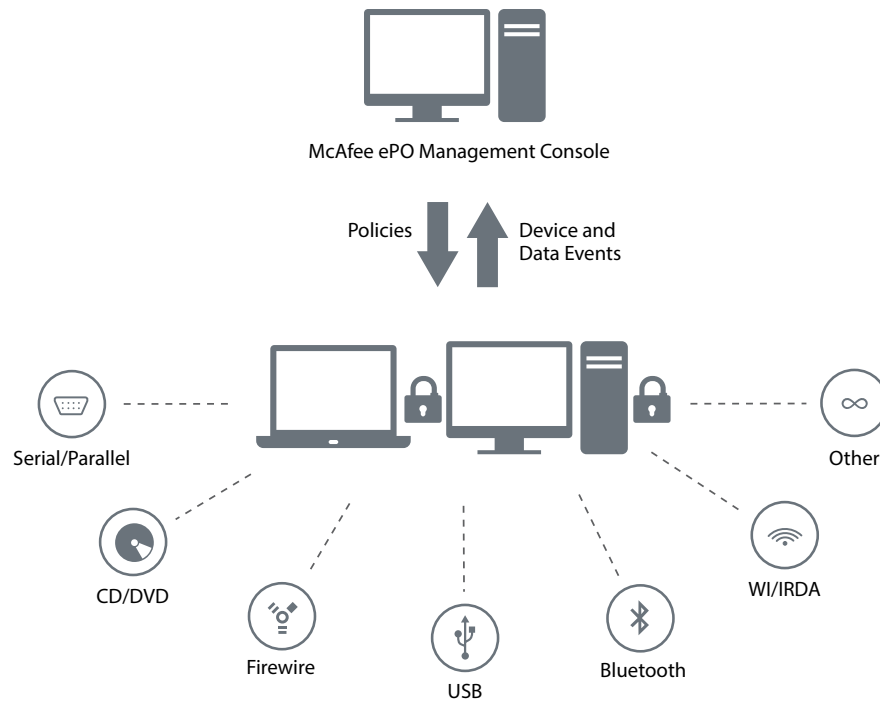 McAfee ePO Management Console
Policies
Device and
Data Events
Serial/Parallel
Other
CD/DVD
WI/IRDA
Firewire
Bluetooth
USB